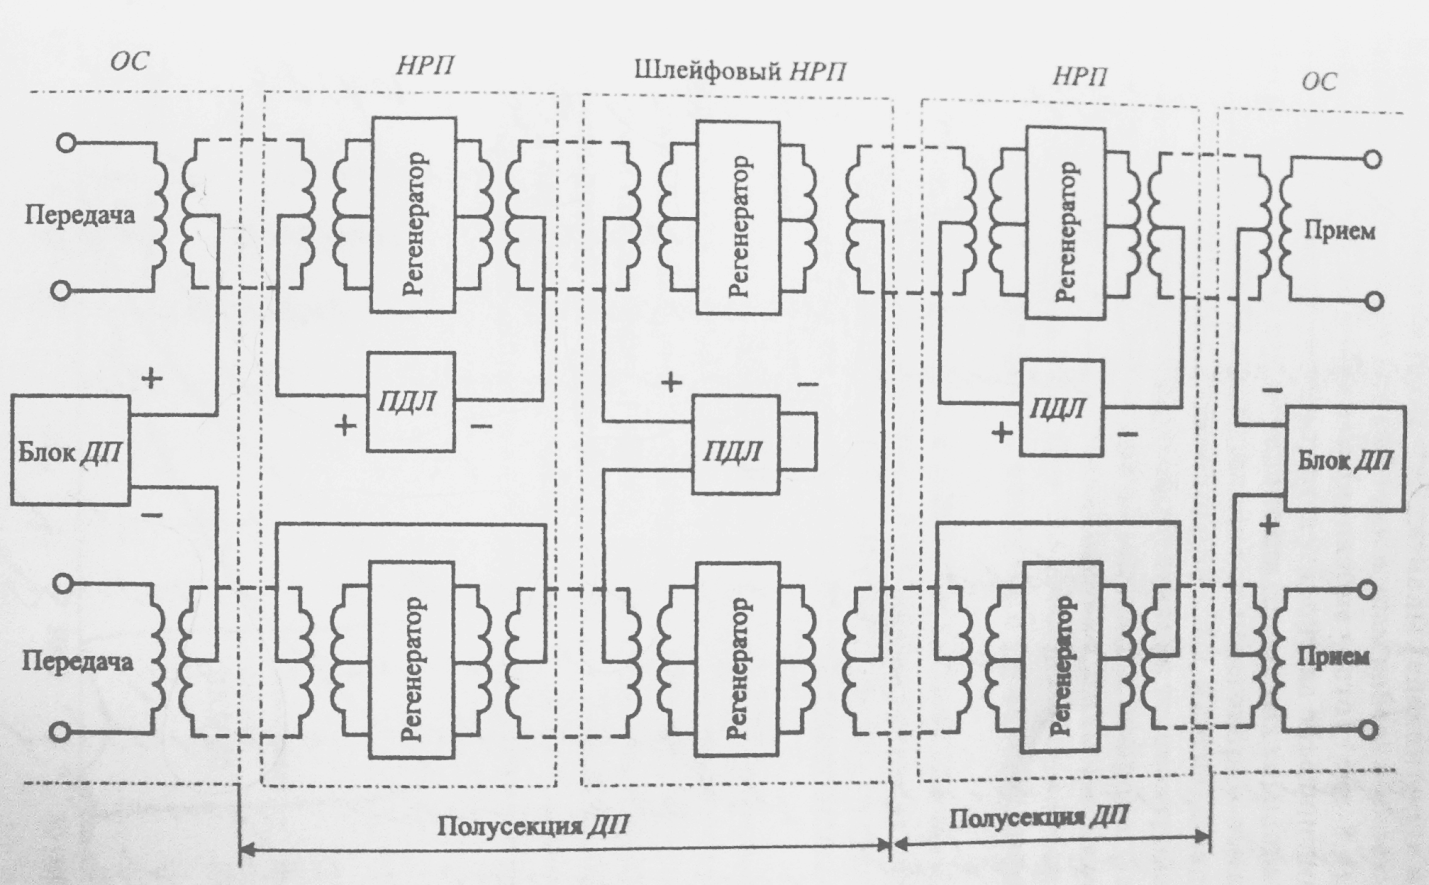 ОС НРП Шлейфовый НРП НРП ОС
Передача Регенератор Регенератор Регенератор Прием
+ + − −
Блок ДП ПДЛ ПДЛ ПДЛ Блок ДП
+ − + −
− +
Передача Регенератор Регенератор Регенератор Прием
Полусекция ДП Полусекция ДП